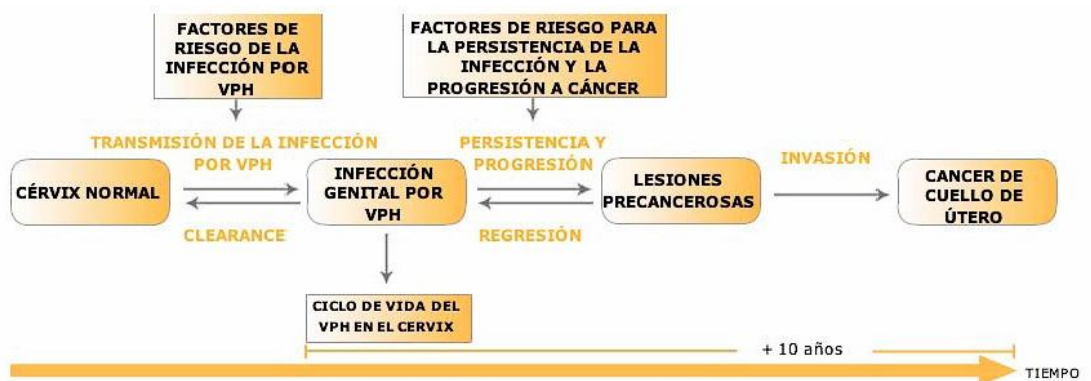 FACTORES DE
RIESGO DE LA
INFECCIÓN POR
VPH
FACTORES DE RIESGO PARA
LA PERSISTENCIA DE LA
INFECCIÓN Y LA
PROGRESIÓN A CÁNCER
TRANSMISIÓN DE LA INFECCIÓN
POR VPH
PERSISTENCIA Y
PROGRESIÓN
INVASIÓN
CÉRVIX NORMAL
INFECCIÓN
GENITAL POR
VPH
LESIONES
PRECANCEROSAS
CANCER DE
CUELLO DE
ÚTERO
CLEARANCE
REGRESIÓN
CICLO DE VIDA DEL
VPH EN EL CERVIX
+ 10 años
TIEMPO